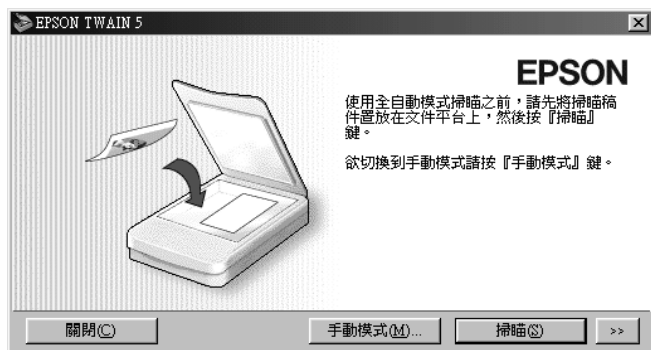 EPSON TWAIN 5
EPSON
使用全自動模式掃瞄之前，請先將掃瞄稿
件置放在文件平台上，然後按『掃瞄』
鍵。
欲切換到手動模式請按『手動模式』鍵。
關閉(C) 手動模式(M)... 掃瞄(S) >>